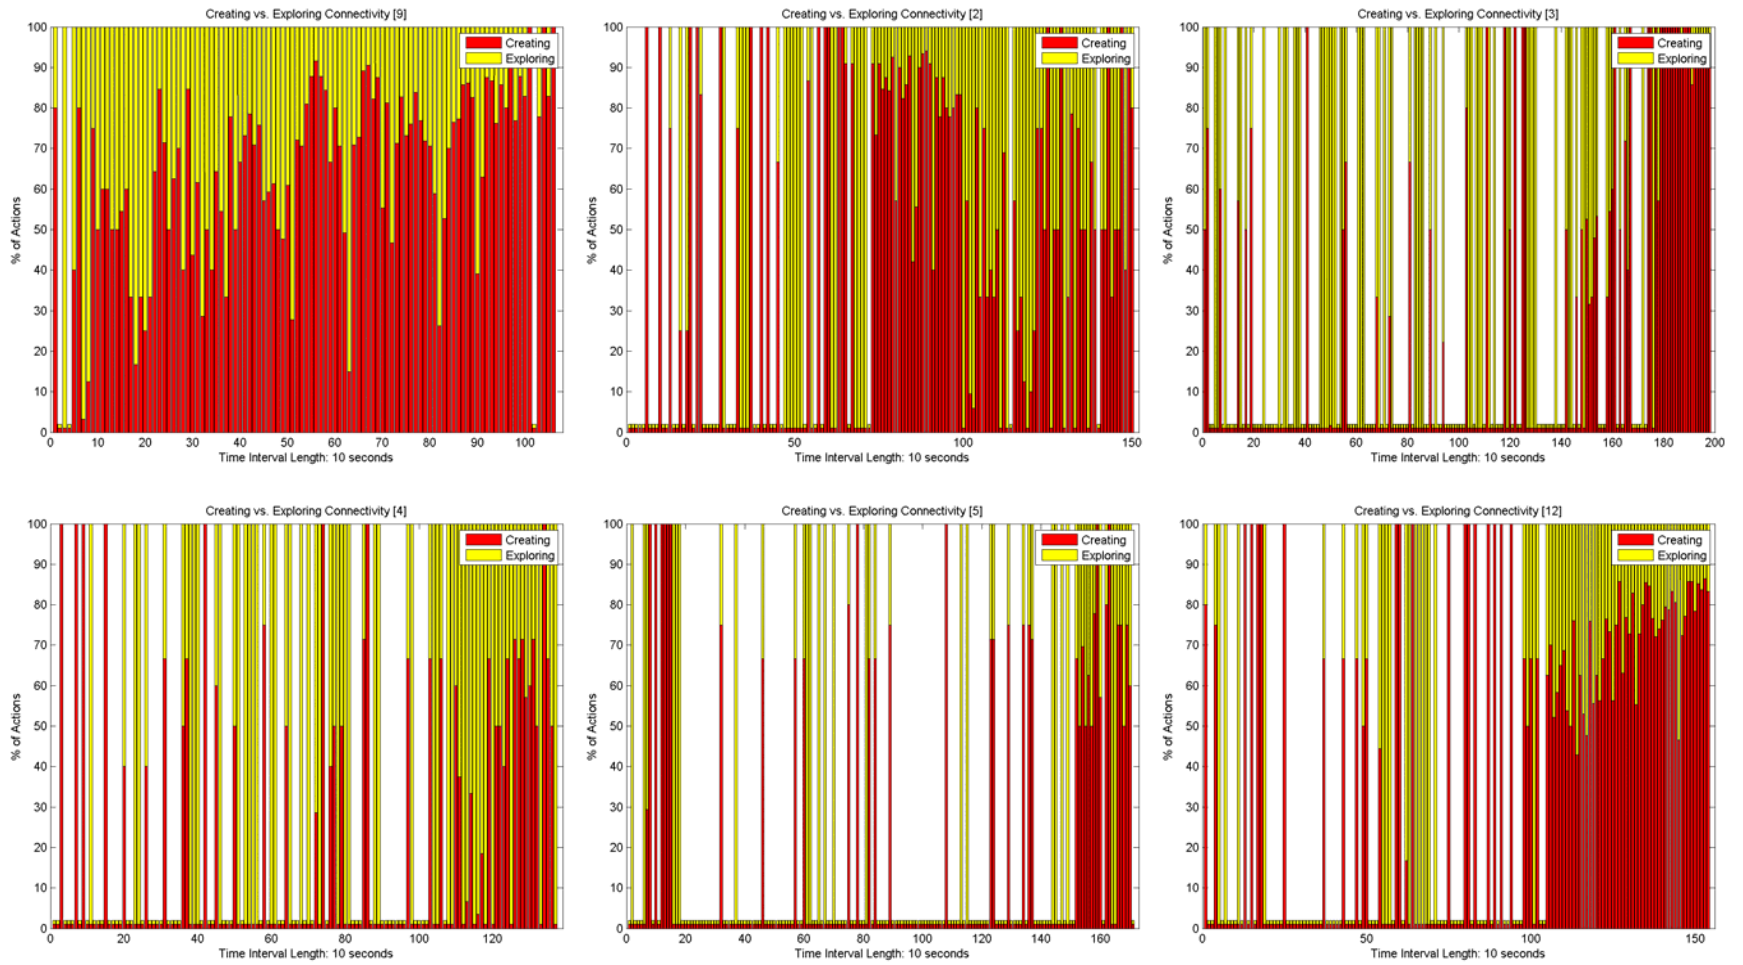 Creating vs. Exploring Connectivity [9]
100
90
80
70
60
50
40
30
20
10
0
% of Actions
Creating
Exploring
0 10 20 30 40 50 60 70 80 90 100
Time Interval Length: 10 seconds
Creating vs. Exploring Connectivity [2]
100
90
80
70
60
50
40
30
20
10
0
% of Actions
Creating
Exploring
0 50 100 150
Time Interval Length: 10 seconds
Creating vs. Exploring Connectivity [3]
100
90
80
70
60
50
40
30
20
10
0
% of Actions
Creating
Exploring
0 20 40 60 80 100 120 140 160 180 200
Time Interval Length: 10 seconds
Creating vs. Exploring Connectivity [4]
100
90
80
70
60
50
40
30
20
10
0
% of Actions
Creating
Exploring
0 20 40 60 80 100 120
Time Interval Length: 10 seconds
Creating vs. Exploring Connectivity [5]
100
90
80
70
60
50
40
30
20
10
0
% of Actions
Creating
Exploring
0 20 40 60 80 100 120 140 160
Time Interval Length: 10 seconds
Creating vs. Exploring Connectivity [12]
100
90
80
70
60
50
40
30
20
10
0
% of Actions
Creating
Exploring
0 50 100 150
Time Interval Length: 10 seconds